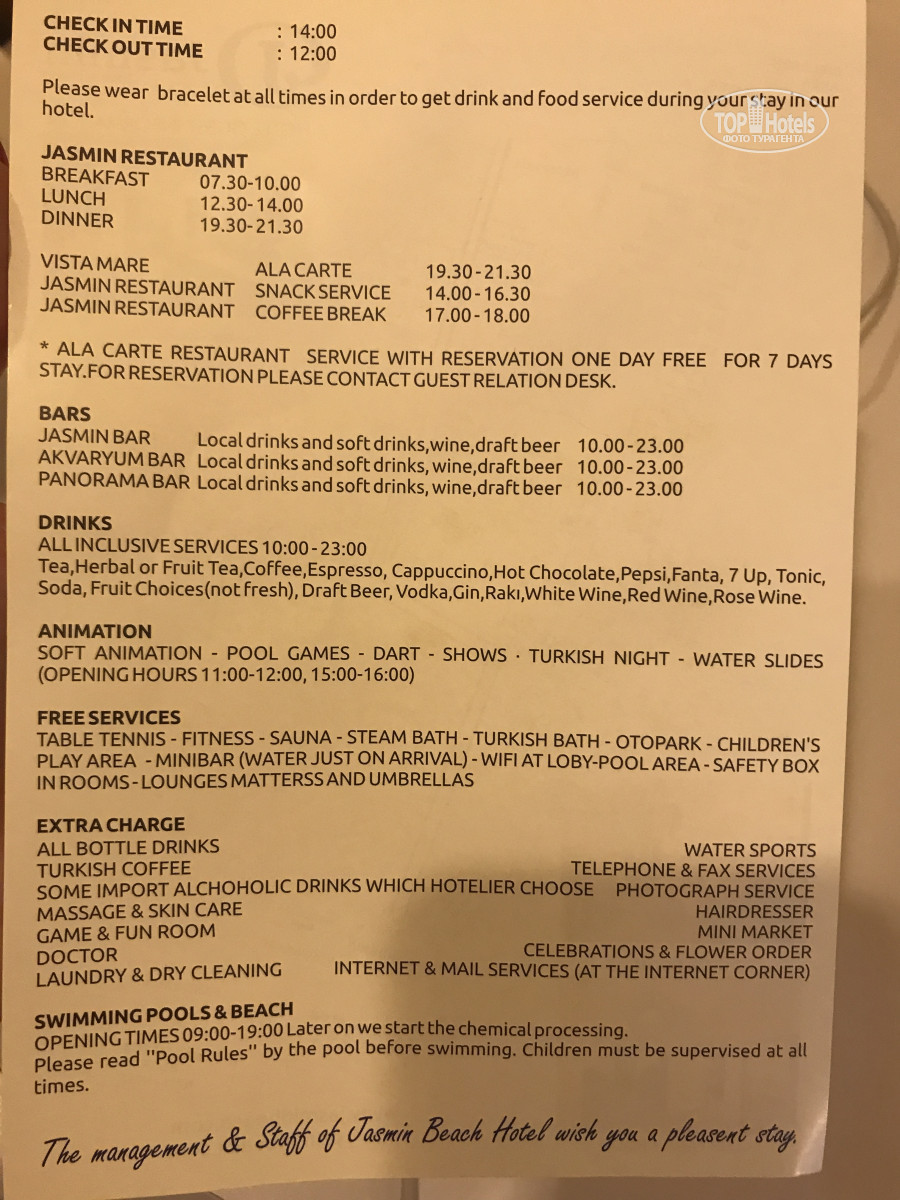 CHECK IN TIME : 14:00
CHECK OUT TIME : 12:00
Please wear bracelet at all times in order to get drink and food service during your stay in our
hotel.
TOP Hotels
ФОТО ТУРАГЕНТА
JASMIN RESTAURANT
BREAKFAST 07.30-10.00
LUNCH 12.30-14.00
DINNER 19.30-21.30
VISTA MARE ALA CARTE 19.30-21.30
JASMIN RESTAURANT SNACK SERVICE 14.00-16.30
JASMIN RESTAURANT COFFEE BREAK 17.00-18.00
* ALA CARTE RESTAURANT SERVICE WITH RESERVATION ONE DAY FREE FOR 7 DAYS
STAY.FOR RESERVATION PLEASE CONTACT GUEST RELATION DESK.
BARS
JASMIN BAR Local drinks and soft drinks,wine,draft beer 10.00-23.00
AKVARYUM BAR Local drinks and soft drinks, wine,draft beer 10.00-23.00
PANORAMA BAR Local drinks and soft drinks, wine,draft beer 10.00-23.00
DRINKS
ALL INCLUSIVE SERVICES 10:00-23:00
Tea,Herbal or Fruit Tea,Coffee,Espresso, Cappuccino,Hot Chocolate,Pepsi,Fanta, 7 Up, Tonic,
Soda, Fruit Choices(not fresh), Draft Beer, Vodka,Gin,Rakı,White Wine,Red Wine,Rose Wine.
ANIMATION
SOFT ANIMATION - POOL GAMES - DART - SHOWS · TURKISH NIGHT - WATER SLIDES
(OPENING HOURS 11:00-12:00, 15:00-16:00)
FREE SERVICES
TABLE TENNIS - FITNESS - SAUNA - STEAM BATH - TURKISH BATH - OTOPARK - CHILDREN'S
PLAY AREA - MINIBAR (WATER JUST ON ARRIVAL) - WIFI AT LOBY-POOL AREA - SAFETY BOX
IN ROOMS - LOUNGES MATTERSS AND UMBRELLAS
EXTRA CHARGE
ALL BOTTLE DRINKS WATER SPORTS
TURKISH COFFEE TELEPHONE & FAX SERVICES
SOME IMPORT ALCHOHOLIC DRINKS WHICH HOTELIER CHOOSE PHOTOGRAPH SERVICE
MASSAGE & SKIN CARE HAIRDRESSER
GAME & FUN ROOM MINI MARKET
DOCTOR CELEBRATIONS & FLOWER ORDER
LAUNDRY & DRY CLEANING INTERNET & MAIL SERVICES (AT THE INTERNET CORNER)
SWIMMING POOLS & BEACH
OPENING TIMES 09:00-19:00 Later on we start the chemical processing.
Please read "Pool Rules" by the pool before swimming. Children must be supervised at all
times.
The management & Staff of Jasmin Beach Hotel wish you a pleasent stay.